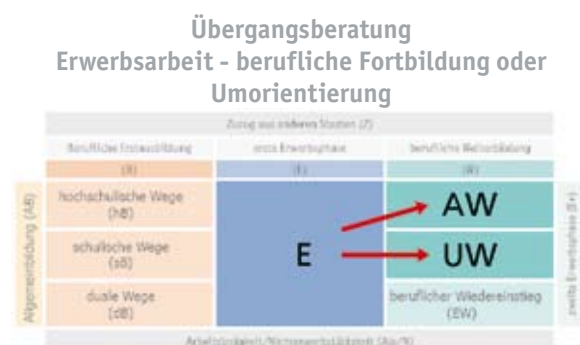 Übergangsberatung
Erwerbsarbeit - berufliche Fortbildung oder
Umorientierung
Zuzug aus anderen Staaten (Z)
Berufliche Erstausbildung
erste Erwerbsphase
berufliche Weiterbildung
(B)
(E)
(W)
Allgemeinbildung (AB)
hochschulische Wege
(hB)
schulische Wege
(sB)
duale Wege
(dB)
E
AW
UW
beruflicher Wiedereinstieg
(EW)
zweite Erwerbsphase (E+)